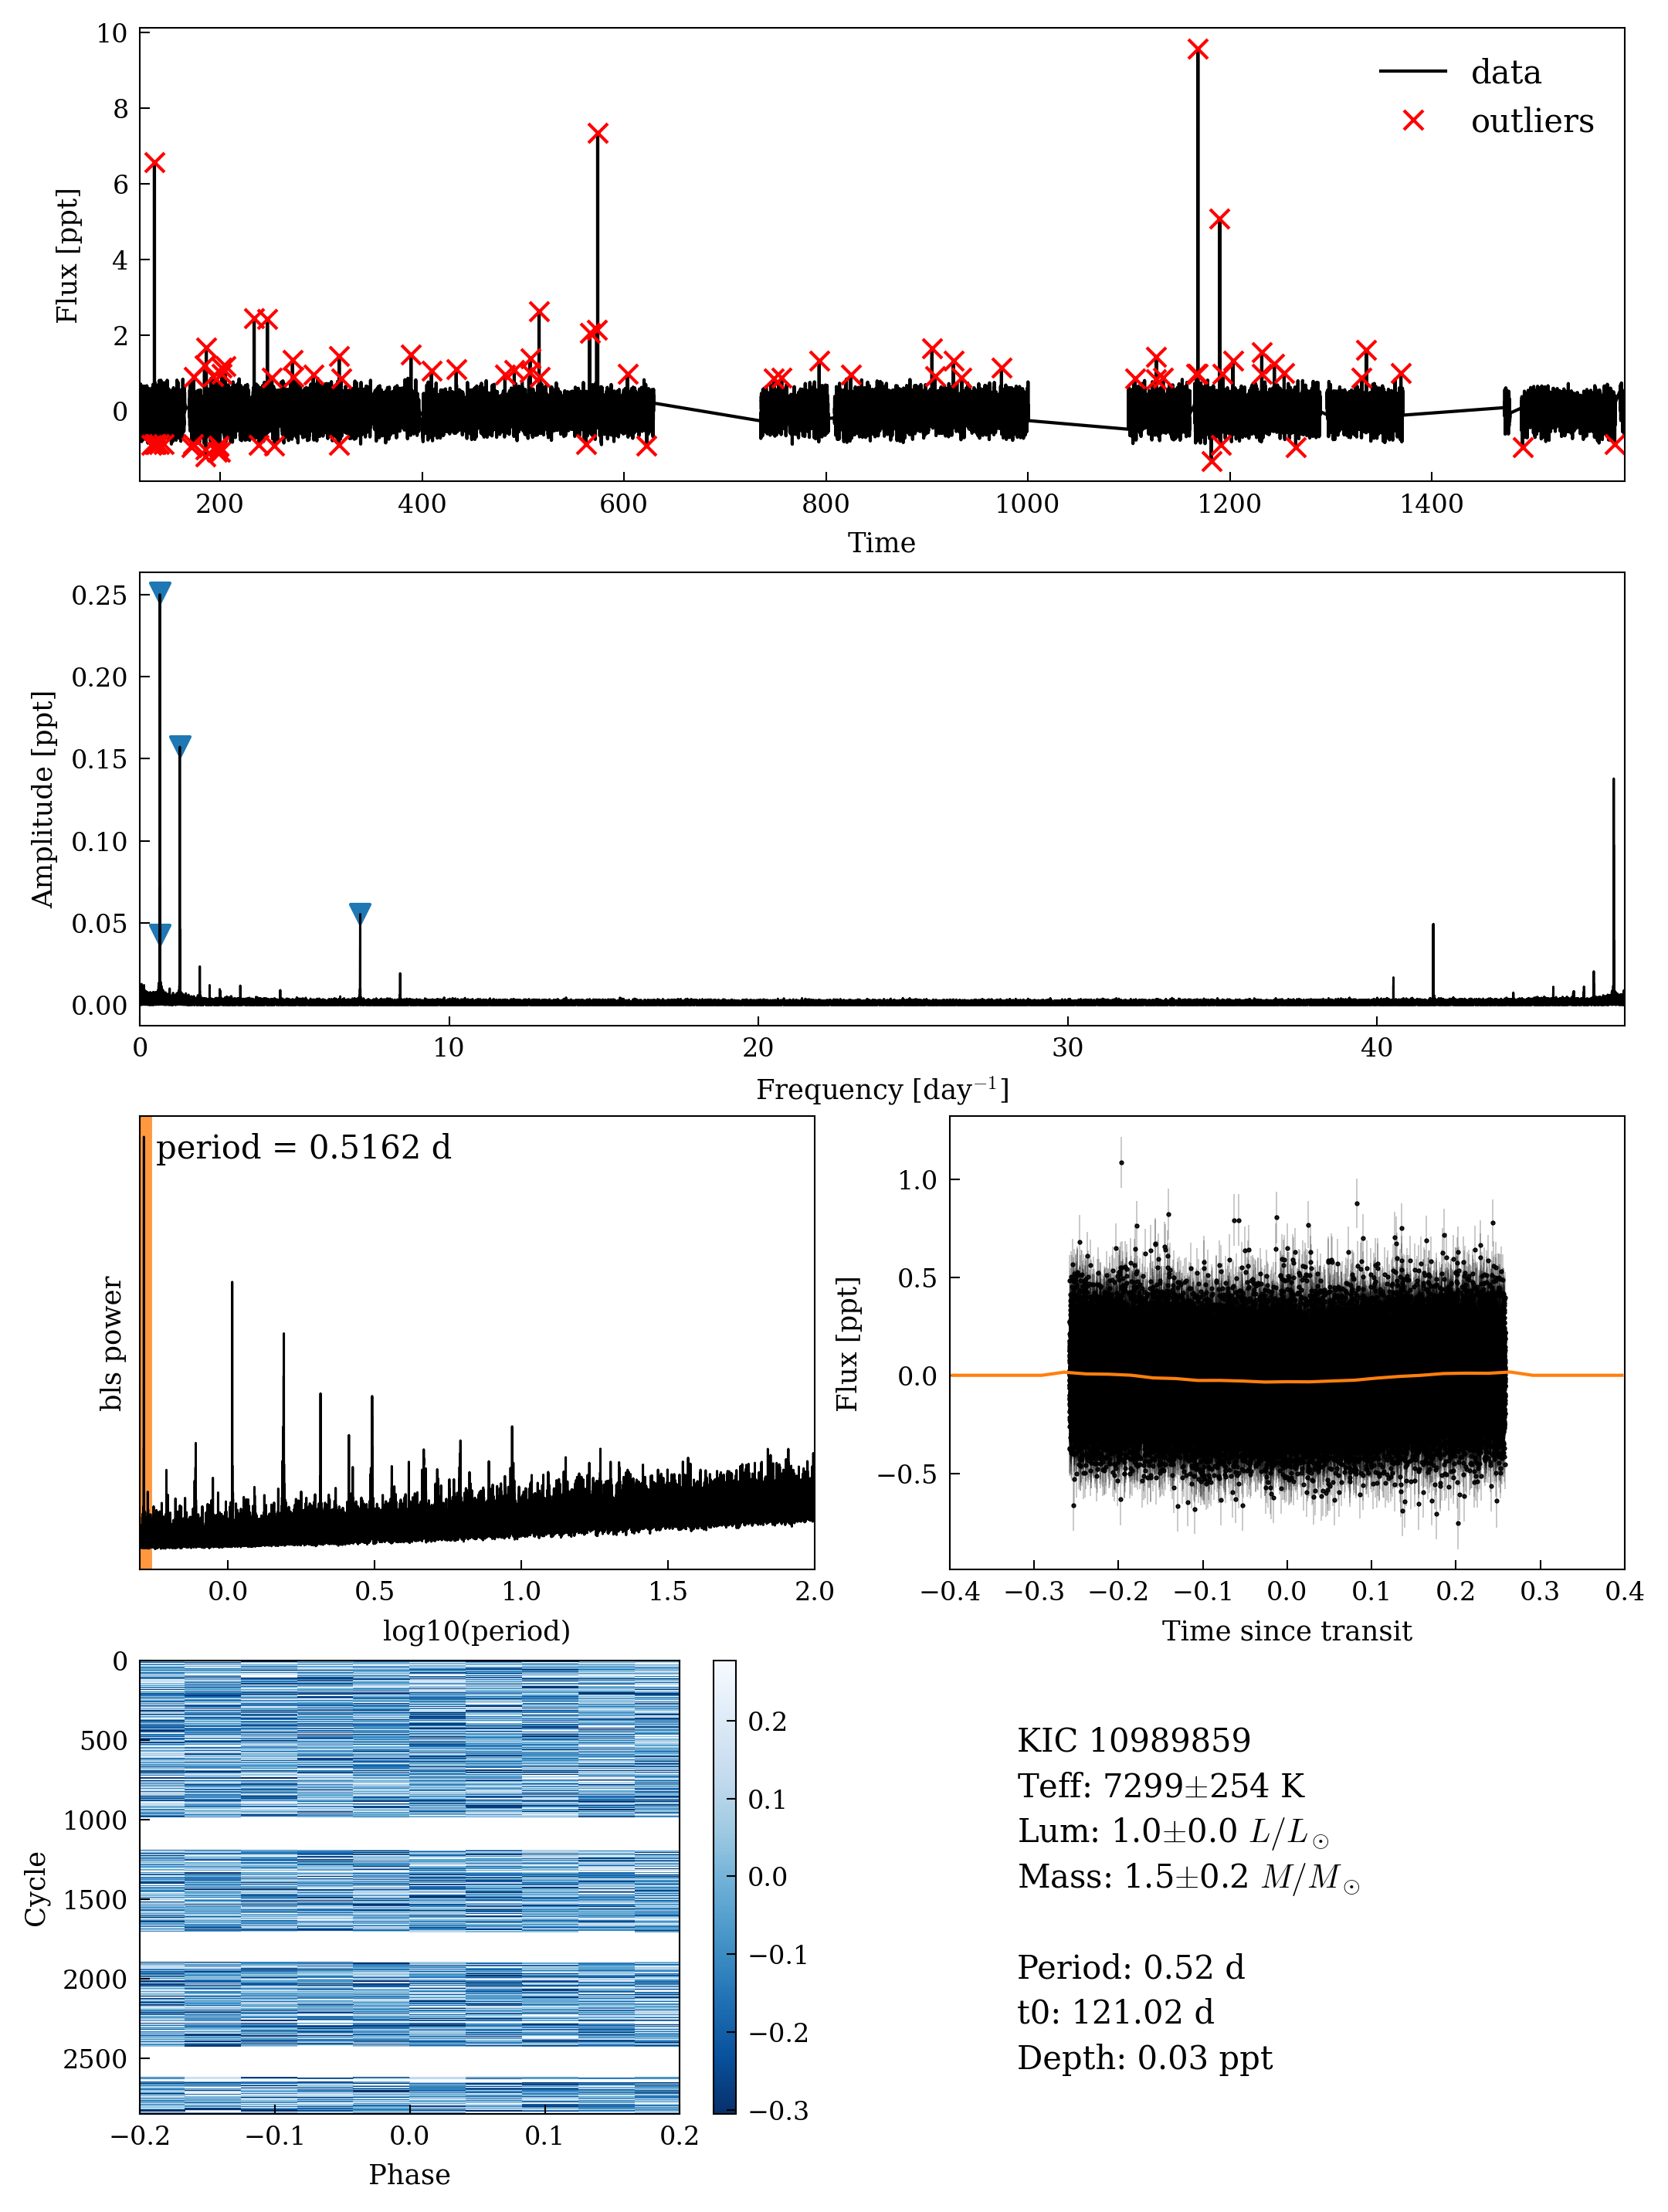 10
8
6
4
2
0
Flux [ppt]
data
outliers
200 400 600 800 1000 1200 1400
Time
0.25
0.20
0.15
0.10
0.05
0.00
Amplitude [ppt]
0 10 20 30 40
Frequency [day⁻¹]
period = 0.5162 d
bls power
0.0 0.5 1.0 1.5 2.0
log10(period)
1.0
0.5
0.0
−0.5
Flux [ppt]
−0.4 −0.3 −0.2 −0.1 0.0 0.1 0.2 0.3 0.4
Time since transit
0
500
1000
1500
2000
2500
Cycle
−0.2 −0.1 0.0 0.1 0.2
Phase
0.2
0.1
0.0
−0.1
−0.2
−0.3
KIC 10989859
Teff: 7299±254 K
Lum: 1.0±0.0 L/L☉
Mass: 1.5±0.2 M/M☉
Period: 0.52 d
t0: 121.02 d
Depth: 0.03 ppt